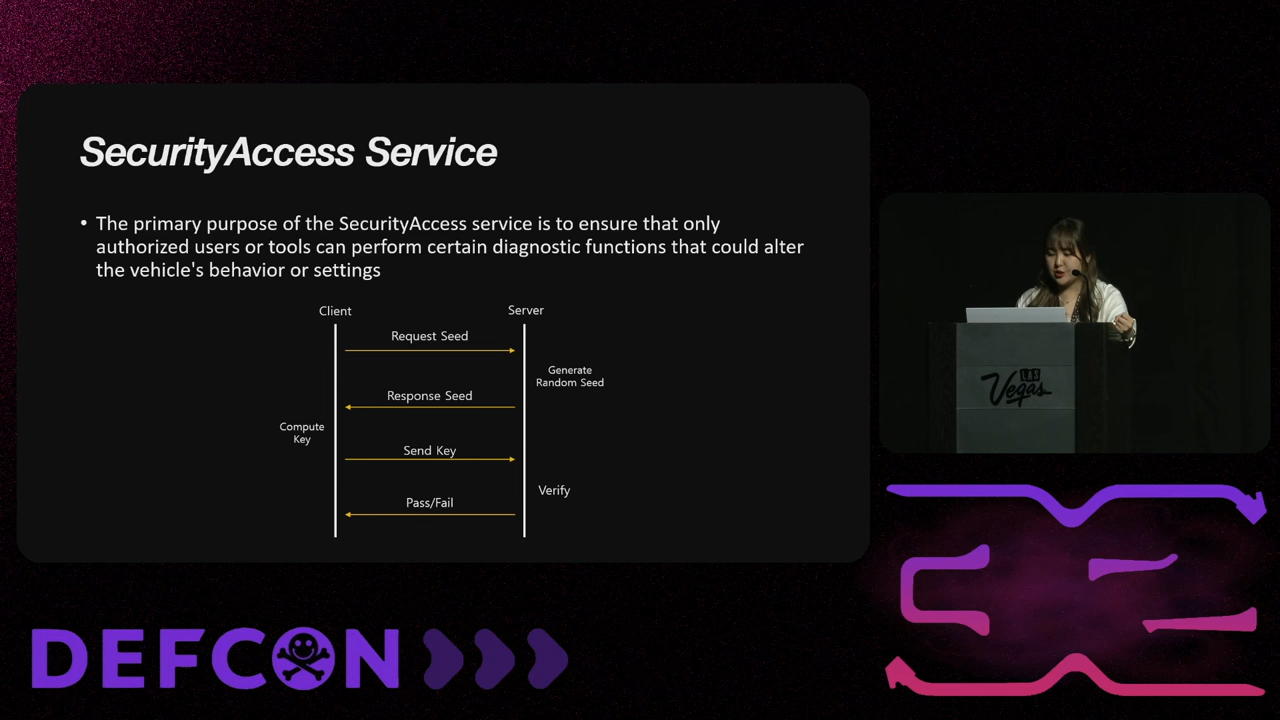 SecurityAccess Service
• The primary purpose of the SecurityAccess service is to ensure that only
authorized users or tools can perform certain diagnostic functions that could alter
the vehicle's behavior or settings
Client
Server
Request Seed
Generate
Random Seed
Response Seed
Compute
Key
Send Key
Verify
Pass/Fail
LAS
Vegas
DEFCON